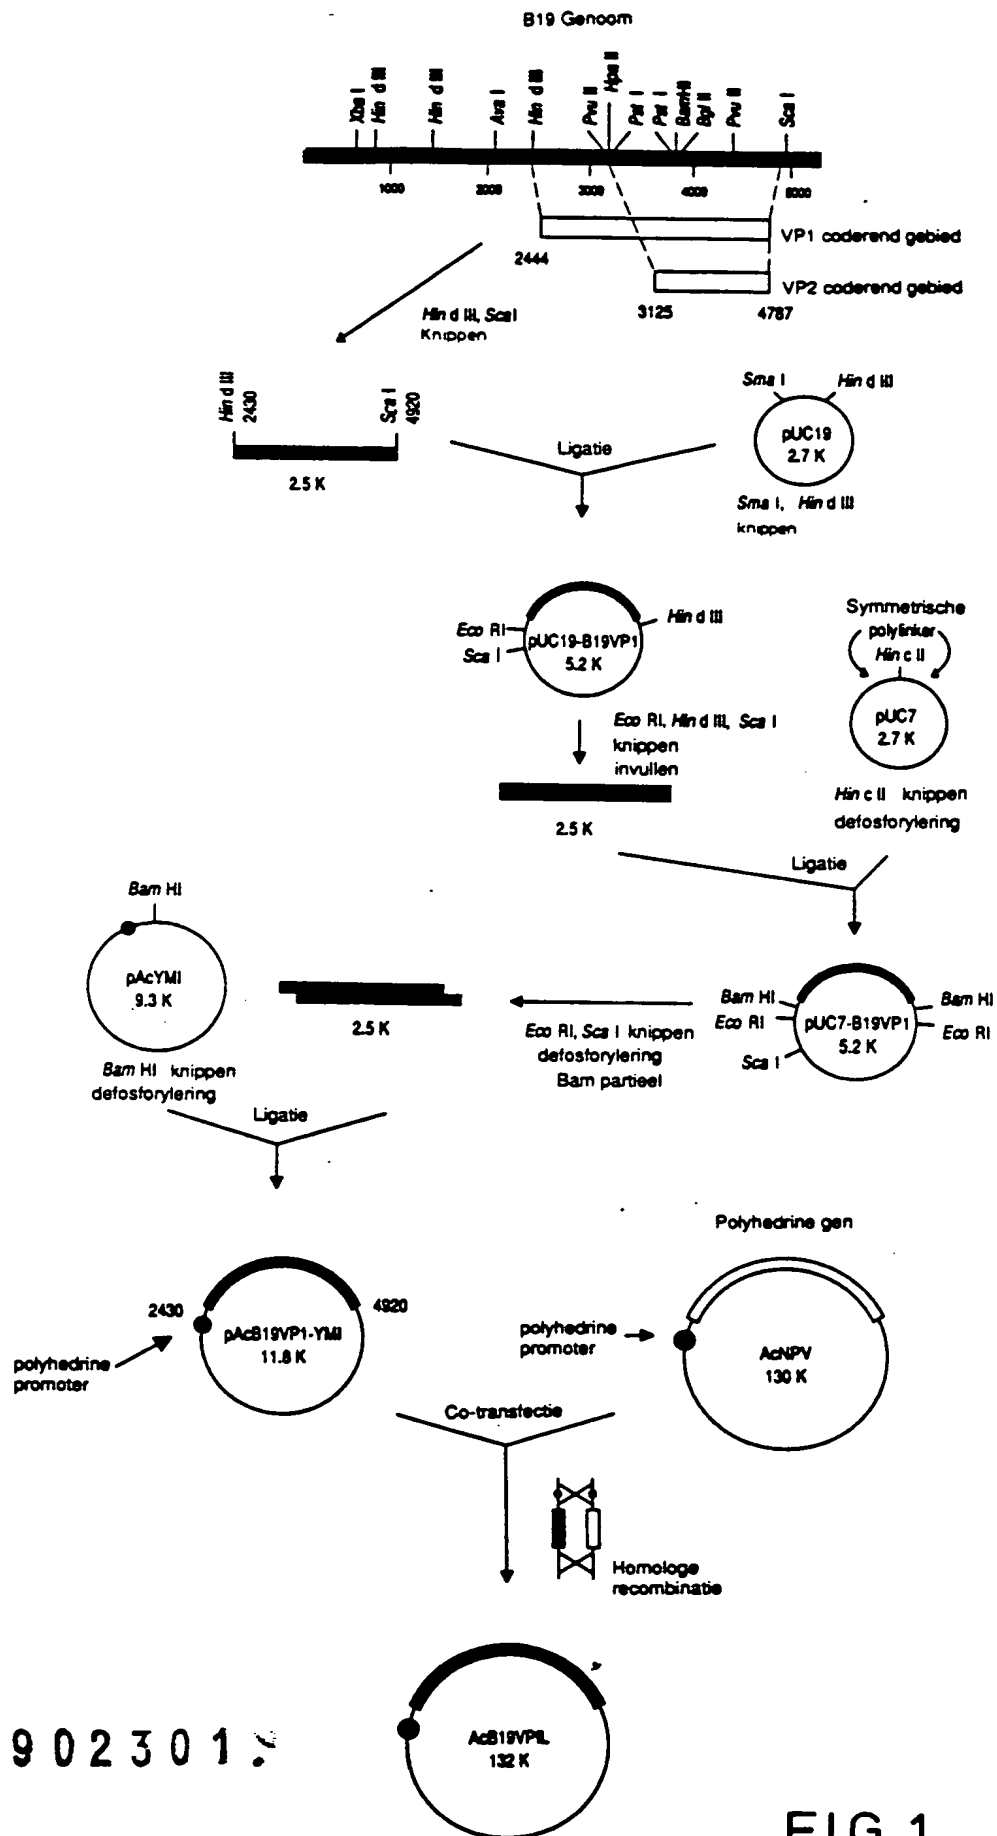 B19 Genoom
Xba I
Hin d III
Hin d III
Ava I
Hin d III
Pvu II
Hpa II
Pst I
Pst I
BamHI
Bgl II
Pvu II
Sca I
1000
2000
3000
4000
5000
VP1 coderend gebied
2444
VP2 coderend gebied
3125
4787
Hin d III, Sca I
Knippen
Hin d III
2430
Sca I
4920
2.5 K
Ligatie
Sma I
Hin d III
pUC19
2.7 K
Sma I, Hin d III
knippen
Eco RI
Sca I
pUC19-B19VP1
5.2 K
Hin d III
Symmetrische
polylinker
Hin c II
pUC7
2.7 K
Hin c II knippen
defosforylering
Eco RI, Hin d III, Sca I
knippen
invullen
2.5 K
Ligatie
Bam HI
pAcYMI
9.3 K
Bam HI knippen
defosforylering
2.5 K
Eco RI, Sca I knippen
defosforylering
Bam partieel
Bam HI
Eco RI
Sca I
pUC7-B19VP1
5.2 K
Bam HI
Eco RI
Ligatie
2430
4920
pAcB19VP1-YMI
11.8 K
polyhedrine
promoter
Polyhedrine gen
polyhedrine
promoter
AcNPV
130 K
Co-transfectie
Homologe
recombinatie
AcB19VPIL
132 K
902301.
FIG.1